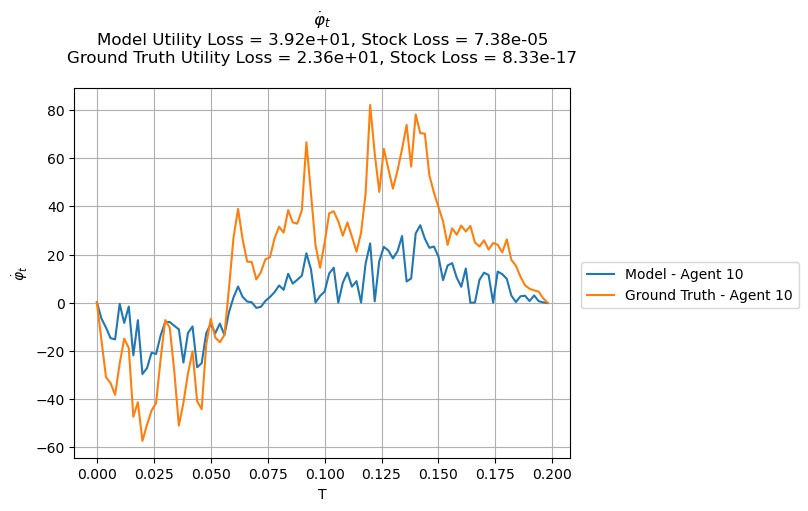 φ̇ₜ
Model Utility Loss = 3.92e+01, Stock Loss = 7.38e-05
Ground Truth Utility Loss = 2.36e+01, Stock Loss = 8.33e-17
80
60
40
20
0
−20
−40
−60
φ̇ₜ
0.000 0.025 0.050 0.075 0.100 0.125 0.150 0.175 0.200
T
Model - Agent 10
Ground Truth - Agent 10